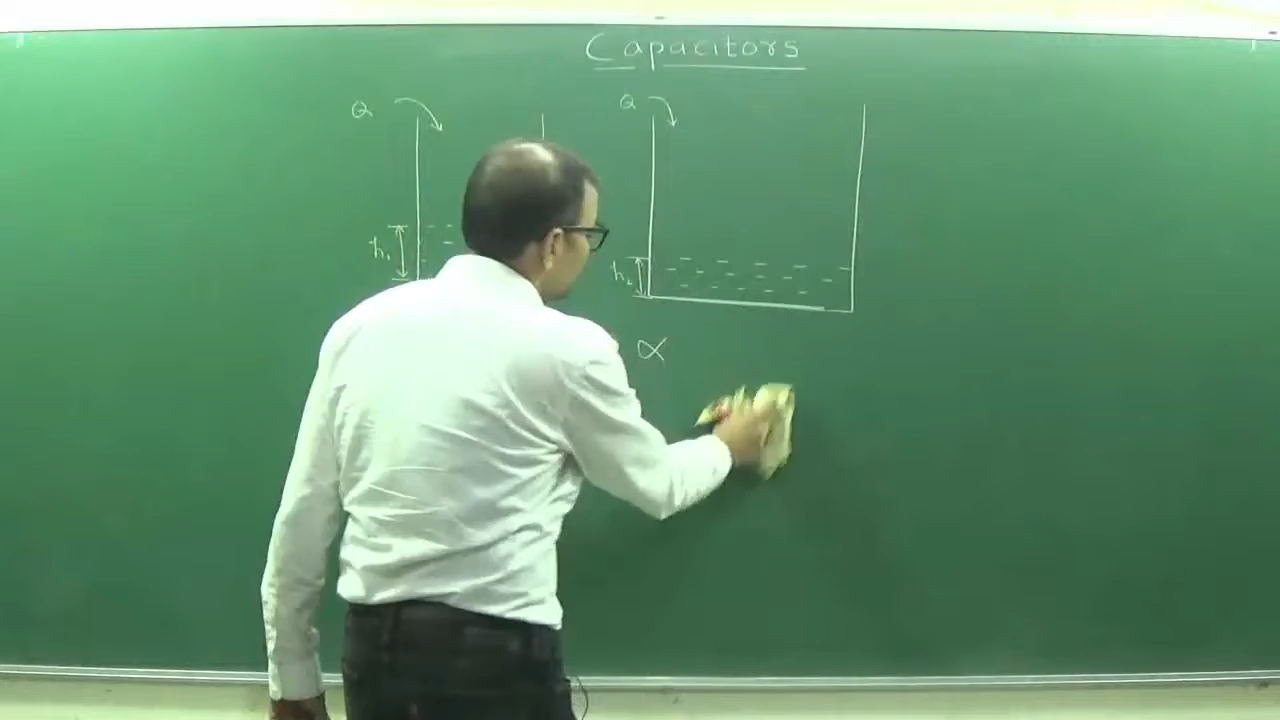 Capacitors
Q
Q
h₁
h₂
∝